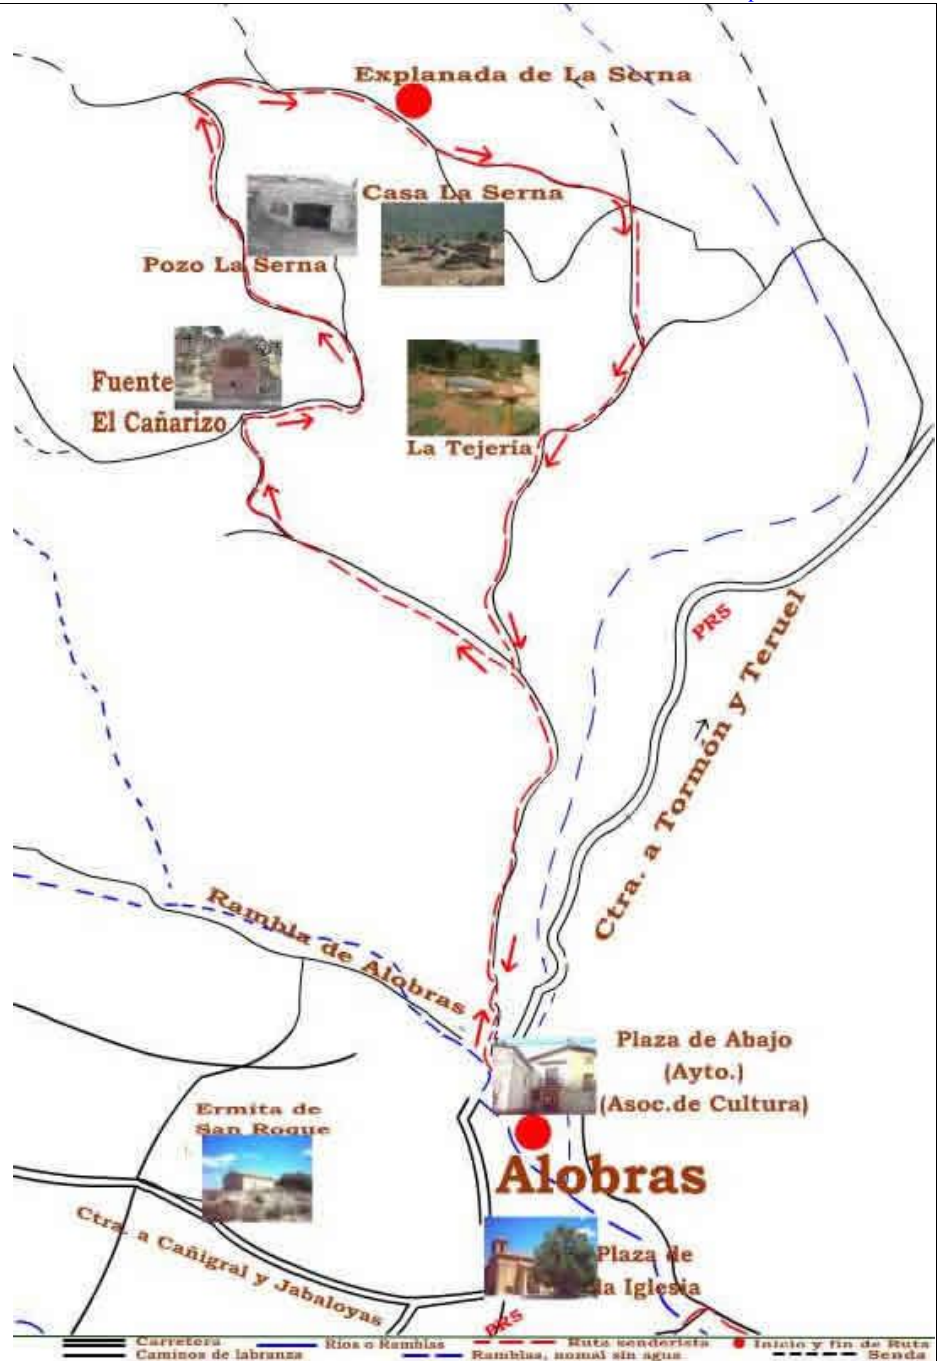 Explanada de La Serna
Casa La Serna
Pozo La Serna
Fuente
El Cañarizo
La Tejería
PR5
Ctra. a Tormón y Teruel
Rambla de Alobras
Plaza de Abajo
(Ayto.)
(Asoc.de Cultura)
Ermita de
San Roque
Alobras
Plaza de
la Iglesia
Ctra. a Cañigral y Jabaloyas
PR5
Carretera
Ríos o Ramblas
Ruta senderista
Inicio y fin de Ruta
Caminos de labranza
Ramblas, nomal sin agua
Senda